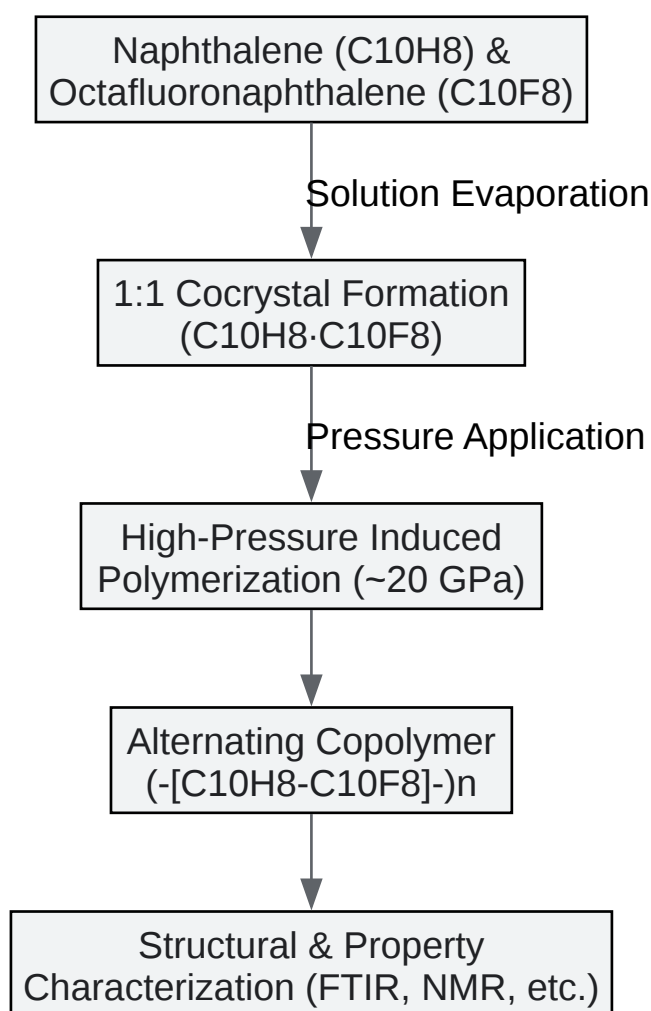 Naphthalene (C10H8) &
Octafluoronaphthalene (C10F8)
Solution Evaporation
1:1 Cocrystal Formation
(C10H8·C10F8)
Pressure Application
High-Pressure Induced
Polymerization (~20 GPa)
Alternating Copolymer
(-[C10H8-C10F8]-)n
Structural & Property
Characterization (FTIR, NMR, etc.)